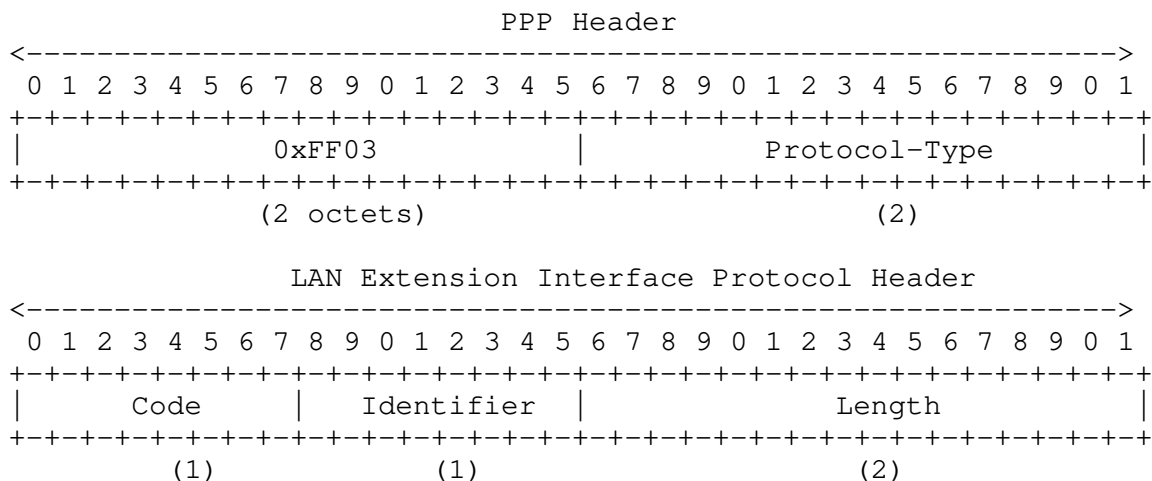 PPP Header
<-------------------------------------------------------------->
0 1 2 3 4 5 6 7 8 9 0 1 2 3 4 5 6 7 8 9 0 1 2 3 4 5 6 7 8 9 0 1
+-+-+-+-+-+-+-+-+-+-+-+-+-+-+-+-+-+-+-+-+-+-+-+-+-+-+-+-+-+-+-+-+
| 0xFF03 | Protocol-Type |
+-+-+-+-+-+-+-+-+-+-+-+-+-+-+-+-+-+-+-+-+-+-+-+-+-+-+-+-+-+-+-+-+
(2 octets) (2)
LAN Extension Interface Protocol Header
<-------------------------------------------------------------->
0 1 2 3 4 5 6 7 8 9 0 1 2 3 4 5 6 7 8 9 0 1 2 3 4 5 6 7 8 9 0 1
+-+-+-+-+-+-+-+-+-+-+-+-+-+-+-+-+-+-+-+-+-+-+-+-+-+-+-+-+-+-+-+-+
| Code | Identifier | Length |
+-+-+-+-+-+-+-+-+-+-+-+-+-+-+-+-+-+-+-+-+-+-+-+-+-+-+-+-+-+-+-+-+
(1) (1) (2)